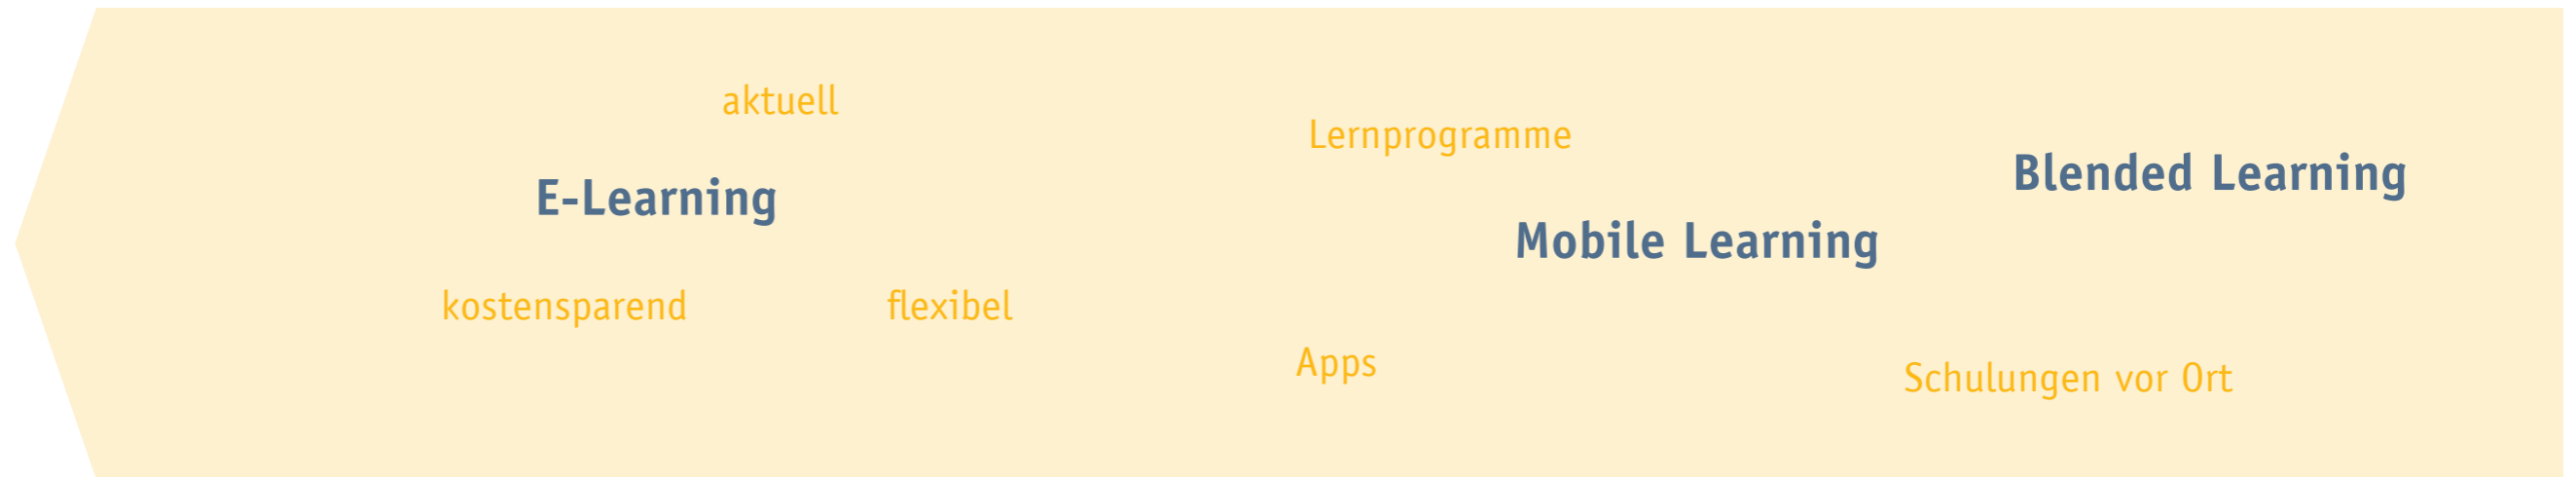 aktuell
Lernprogramme
E-Learning
Blended Learning
Mobile Learning
kostensparend
flexibel
Apps
Schulungen vor Ort